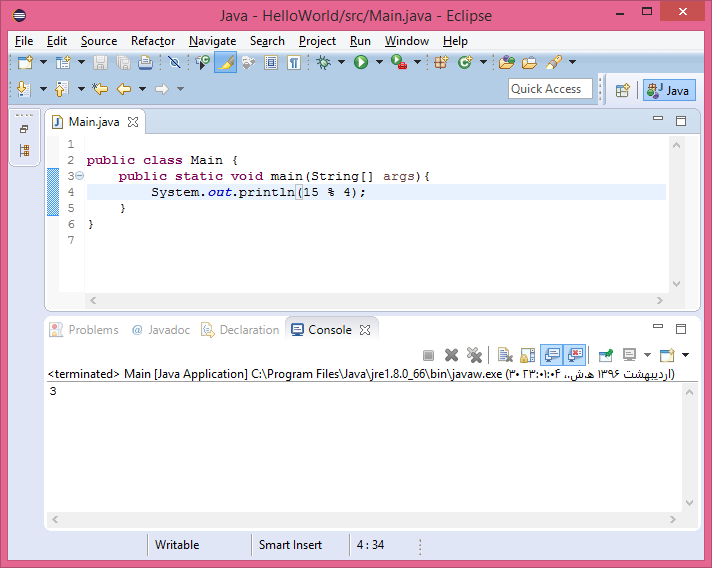 Java - HelloWorld/src/Main.java - Eclipse
File Edit Source Refactor Navigate Search Project Run Window Help
Quick Access Java
Main.java
1
2 public class Main {
3 public static void main(String[] args){
4 System.out.println(15 % 4);
5 }
6 }
7
Problems @ Javadoc Declaration Console
<terminated> Main [Java Application] C:\Program Files\Java\jre1.8.0_66\bin\javaw.exe (۳۰ ۲۳:۰۱:۰۴ ،.اردیبهشت ۱۳۹۶ ه‍.ش)
3
Writable Smart Insert 4 : 34